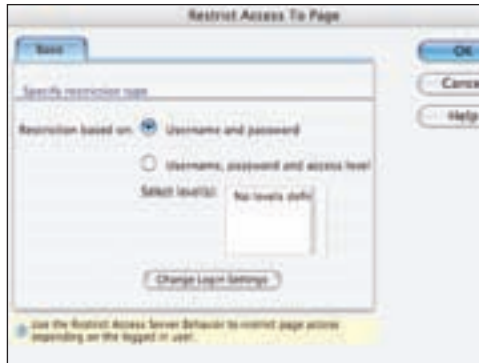 Restrict Access To Page
Basic
OK
Cance
Help
Specify restriction type
Restriction based on: Username and password
Username, password and access level
Select level(s): No levels defi
Change Login Settings
Use the Restrict Access Server Behavior to restrict page access
depending on the logged in user.